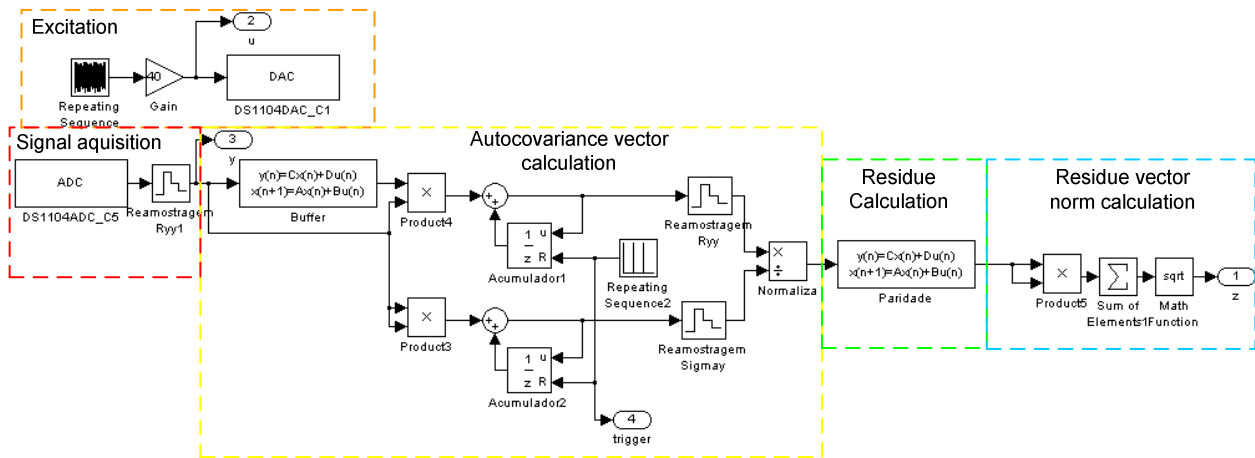 Excitation
2
u
40
DAC
Repeating
Sequence
Gain
DS1104DAC_C1
Signal aquisition
3
y
ADC
DS1104ADC_C5
Reamostragem
Ryy1
Autocovariance vector
calculation
y(n)=Cx(n)+Du(n)
x(n+1)=Ax(n)+Bu(n)
Buffer
×
Product4
+
+
1
z
u
R
Acumulador1
Reamostragem
Ryy
Repeating
Sequence2
×
÷
Normaliza
×
Product3
+
+
1
z
u
R
Acumulador2
Reamostragem
Sigmay
4
trigger
Residue
Calculation
y(n)=Cx(n)+Du(n)
x(n+1)=Ax(n)+Bu(n)
Paridade
Residue vector
norm calculation
×
Product5
Σ
Sum of
Elements1
sqrt
Math
Function
1
z